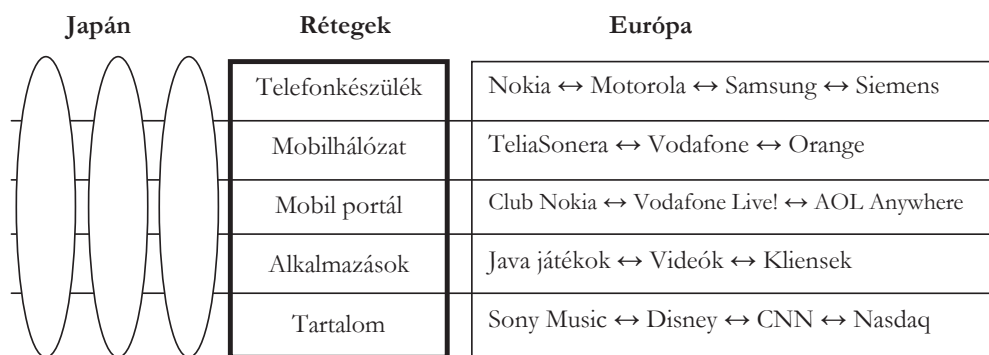 Japán Rétegek Európa
Telefonkészülék Nokia ↔ Motorola ↔ Samsung ↔ Siemens
Mobilhálózat TeliaSonera ↔ Vodafone ↔ Orange
Mobil portál Club Nokia ↔ Vodafone Live! ↔ AOL Anywhere
Alkalmazások Java játékok ↔ Videók ↔ Kliensek
Tartalom Sony Music ↔ Disney ↔ CNN ↔ Nasdaq